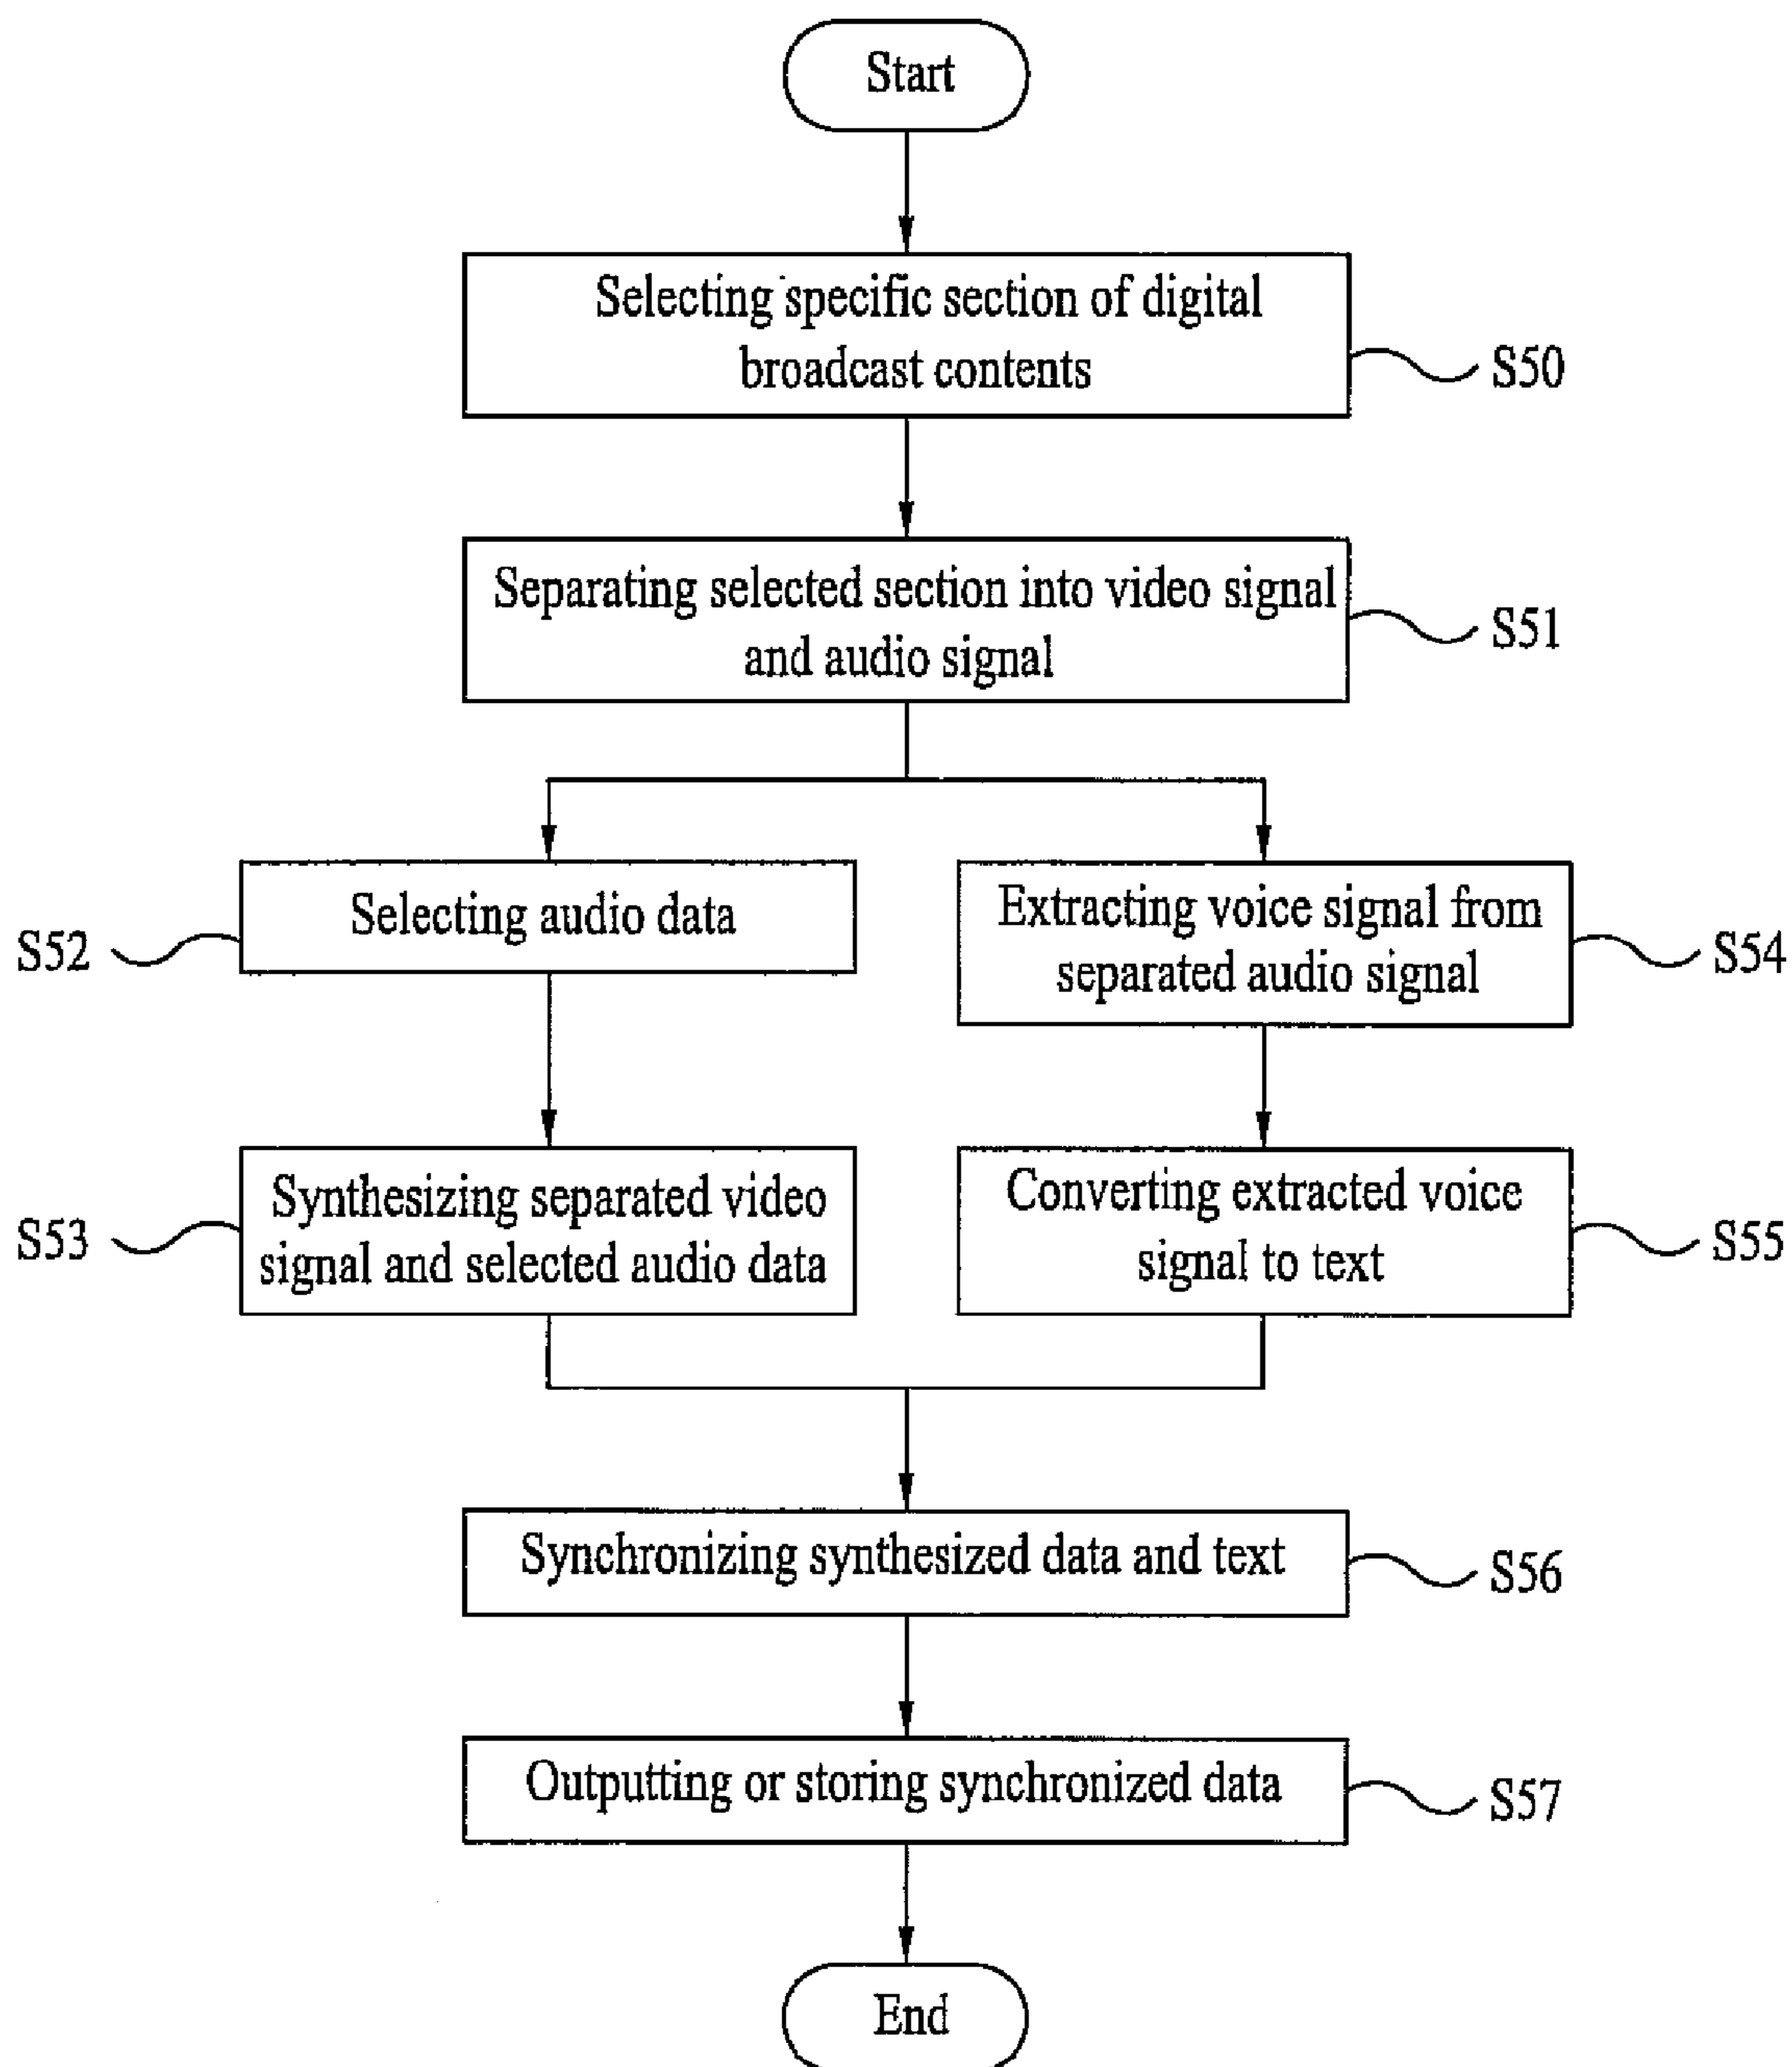 Start
Selecting specific section of digital
broadcast contents
S50
Separating selected section into video signal
and audio signal
S51
Selecting audio data
S52
Extracting voice signal from
separated audio signal
S54
Synthesizing separated video
signal and selected audio data
S53
Converting extracted voice
signal to text
S55
Synchronizing synthesized data and text
S56
Outputting or storing synchronized data
S57
End